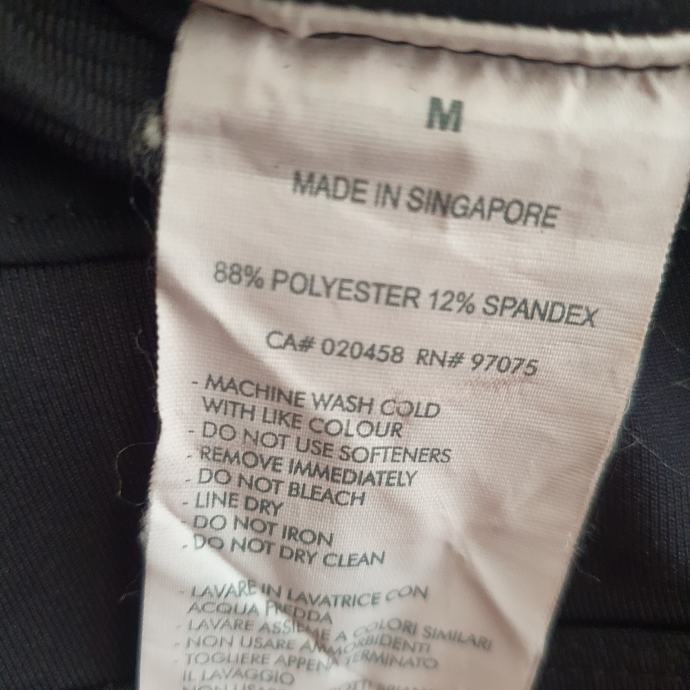 M
MADE IN SINGAPORE
88% POLYESTER 12% SPANDEX
CA# 020458 RN# 97075
- MACHINE WASH COLD
WITH LIKE COLOUR
- DO NOT USE SOFTENERS
- REMOVE IMMEDIATELY
- DO NOT BLEACH
- LINE DRY
- DO NOT IRON
- DO NOT DRY CLEAN
- LAVARE IN LAVATRICE CON
ACQUA FREDDA
- LAVARE ASSIEME A COLORI SIMILARI
- NON USARE AMMORBIDENTI
- TOGLIERE APPENA TERMINATO
IL LAVAGGIO